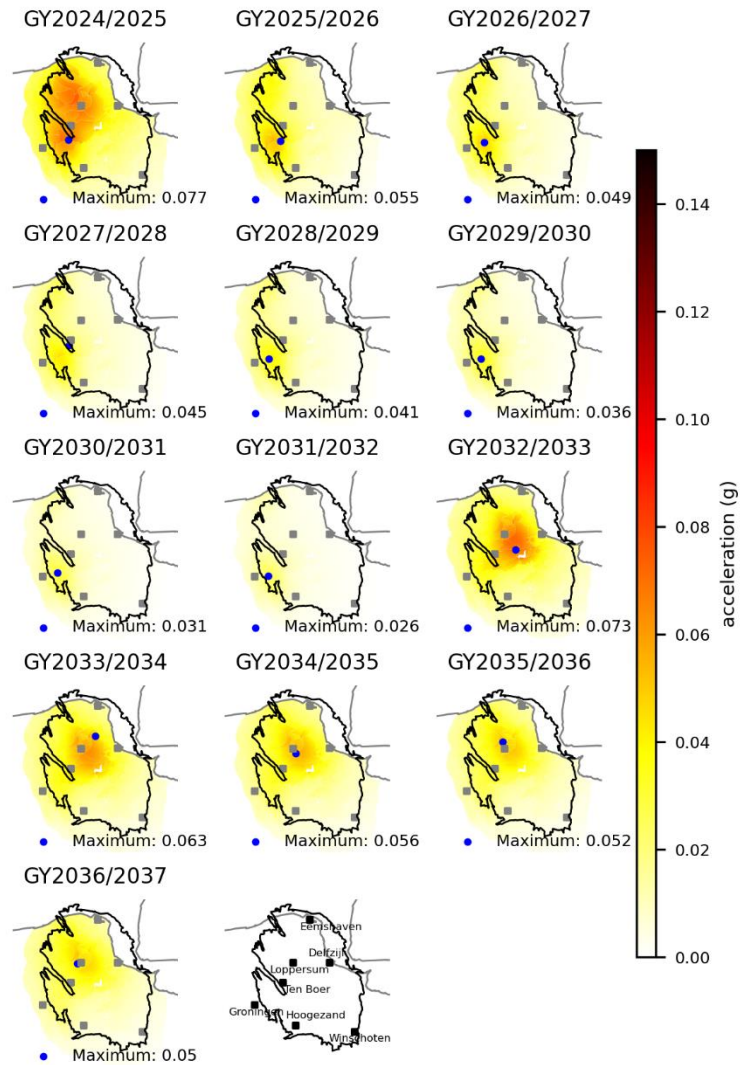 GY2024/2025
GY2025/2026
GY2026/2027
Maximum: 0.077
Maximum: 0.055
Maximum: 0.049
GY2027/2028
GY2028/2029
GY2029/2030
Maximum: 0.045
Maximum: 0.041
Maximum: 0.036
GY2030/2031
GY2031/2032
GY2032/2033
Maximum: 0.031
Maximum: 0.026
Maximum: 0.073
GY2033/2034
GY2034/2035
GY2035/2036
Maximum: 0.063
Maximum: 0.056
Maximum: 0.052
GY2036/2037
Maximum: 0.05
Eemshaven
Delfzijl
Loppersum
Ten Boer
Groningen
Hoogezand
Winschoten
0.14
0.12
0.10
0.08
0.06
0.04
0.02
0.00
acceleration (g)